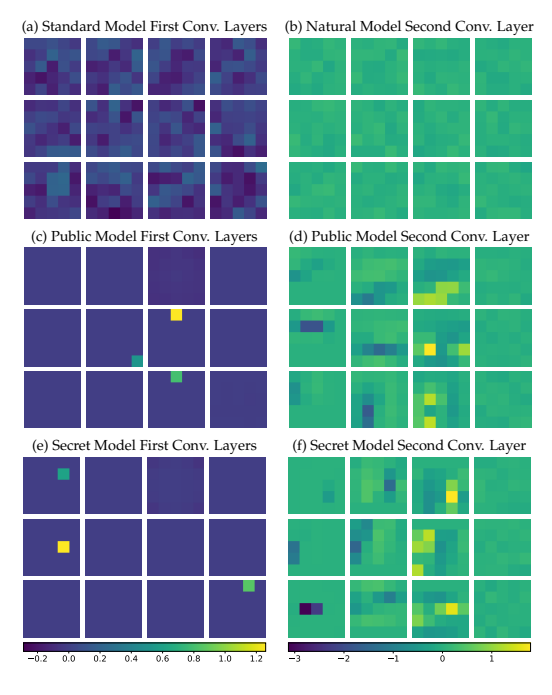 (a) Standard Model First Conv. Layers
(b) Natural Model Second Conv. Layer
(c) Public Model First Conv. Layers
(d) Public Model Second Conv. Layer
(e) Secret Model First Conv. Layers
(f) Secret Model Second Conv. Layer
−0.2 0.0 0.2 0.4 0.6 0.8 1.0 1.2
−3 −2 −1 0 1